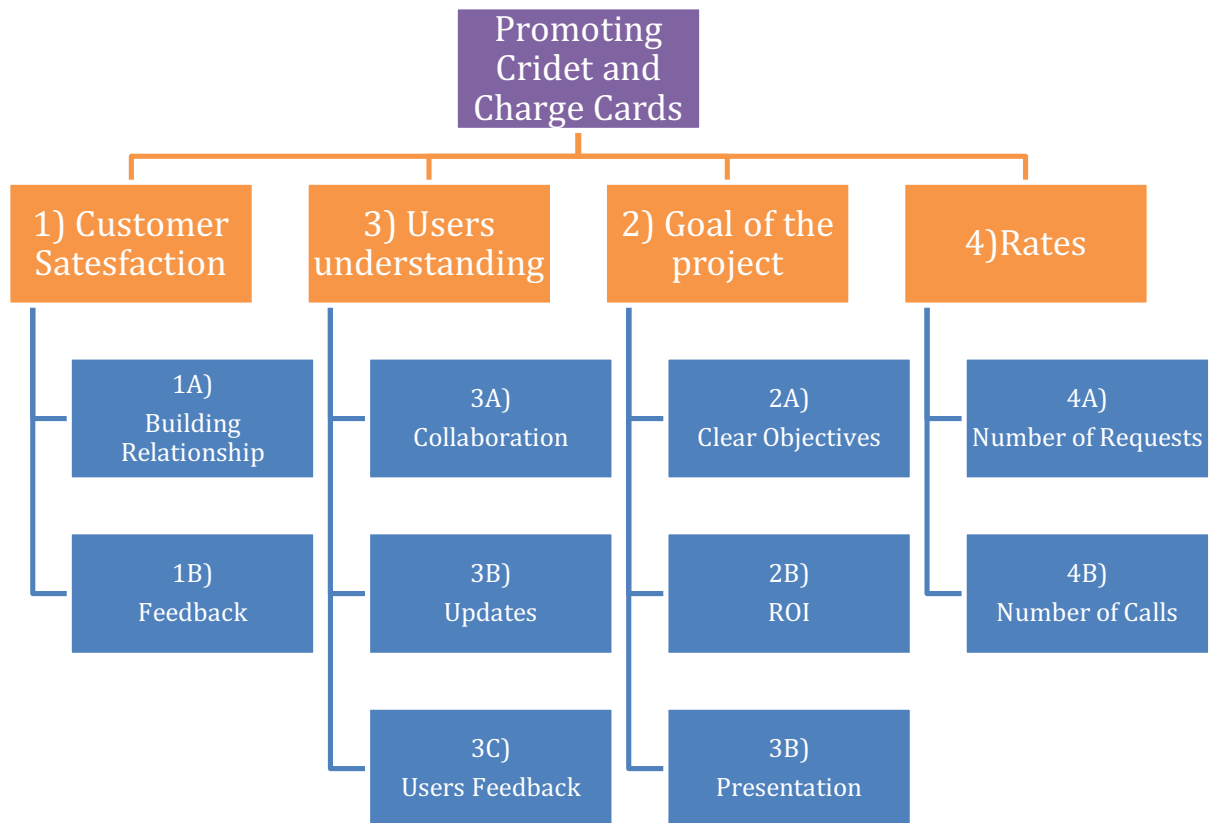 Promoting
Cridet and
Charge Cards
1) Customer
Satesfaction
3) Users
understanding
2) Goal of the
project
4)Rates
1A)
Building
Relationship
3A)
Collaboration
2A)
Clear Objectives
4A)
Number of Requests
1B)
Feedback
3B)
Updates
2B)
ROI
4B)
Number of Calls
3C)
Users Feedback
3B)
Presentation